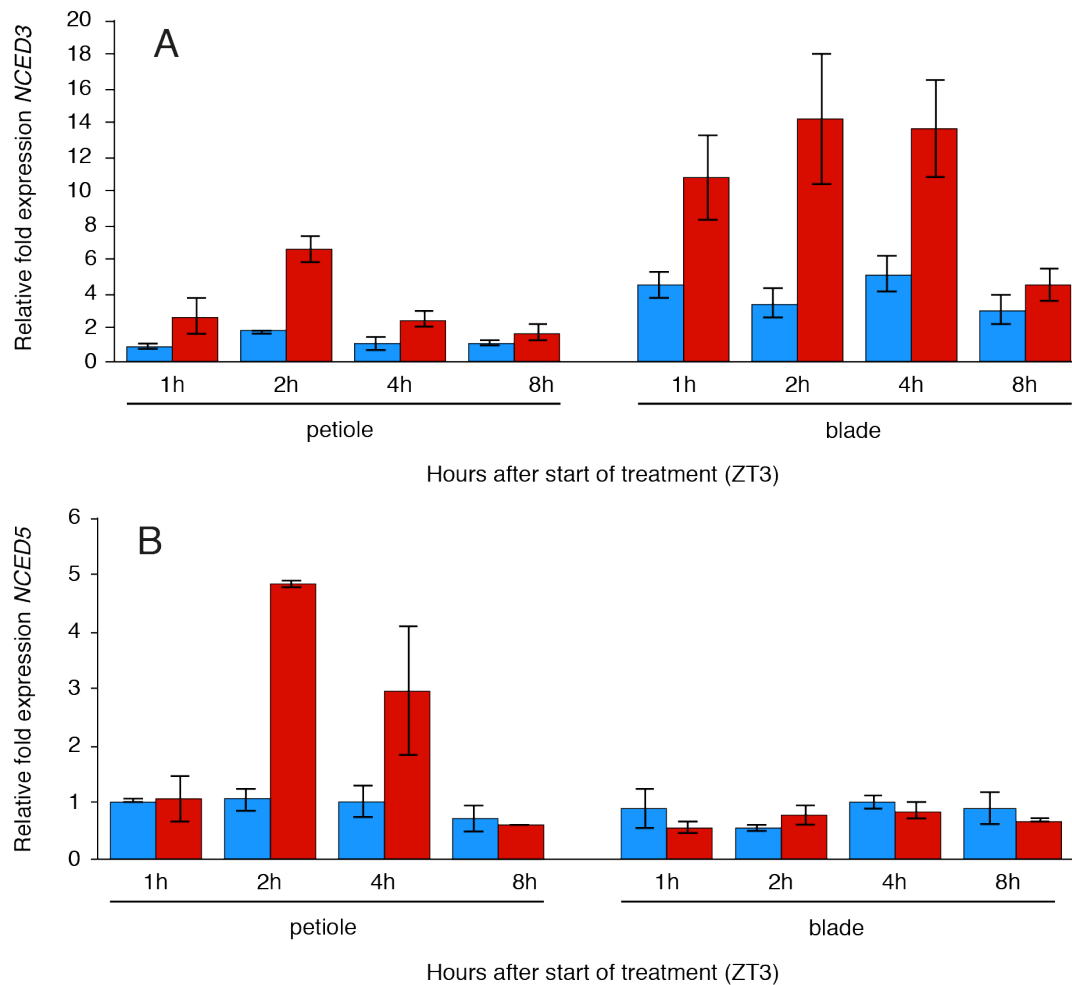 A
Relative fold expression NCED3
20
18
16
14
12
10
8
6
4
2
0
1h 2h 4h 8h 1h 2h 4h 8h
petiole blade
Hours after start of treatment (ZT3)
B
Relative fold expression NCED5
6
5
4
3
2
1
0
1h 2h 4h 8h 1h 2h 4h 8h
petiole blade
Hours after start of treatment (ZT3)